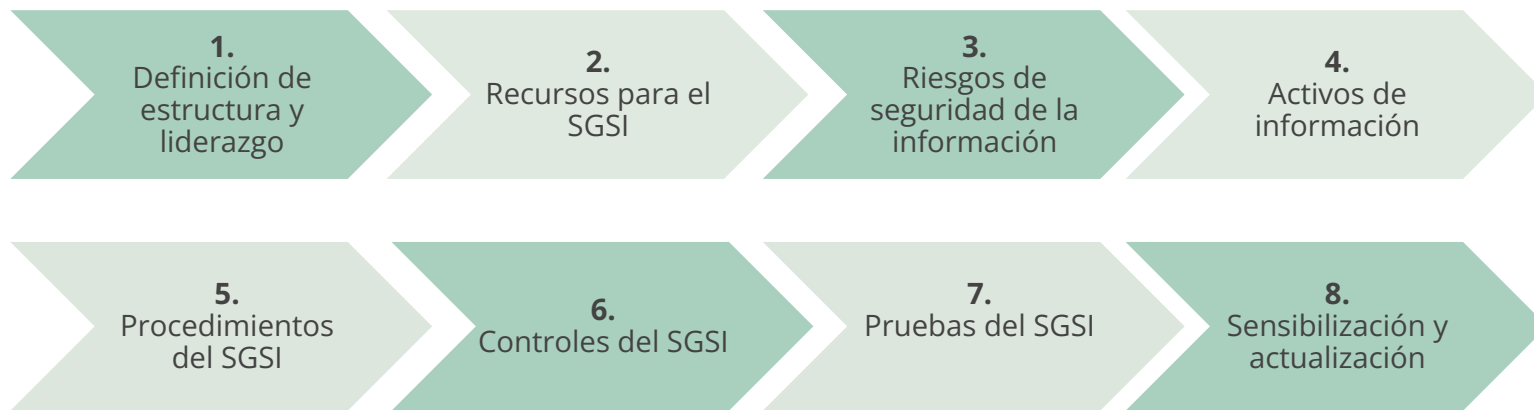 1.
Definición de
estructura y
liderazgo
2.
Recursos para el
SGSI
3.
Riesgos de
seguridad de la
información
4.
Activos de
información
5.
Procedimientos
del SGSI
6.
Controles del SGSI
7.
Pruebas del SGSI
8.
Sensibilización y
actualización